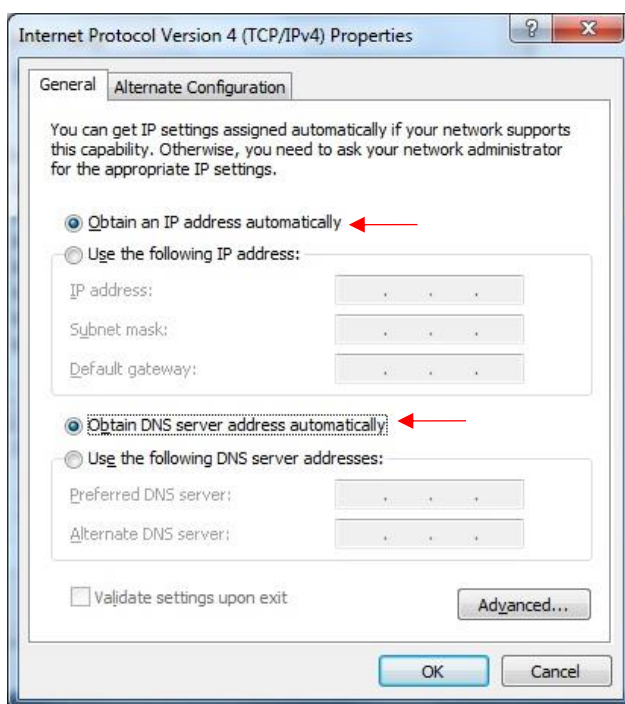 Internet Protocol Version 4 (TCP/IPv4) Properties
General
Alternate Configuration
You can get IP settings assigned automatically if your network supports
this capability. Otherwise, you need to ask your network administrator
for the appropriate IP settings.
Obtain an IP address automatically
Use the following IP address:
IP address:
Subnet mask:
Default gateway:
Obtain DNS server address automatically
Use the following DNS server addresses:
Preferred DNS server:
Alternate DNS server:
Validate settings upon exit
Advanced...
OK
Cancel